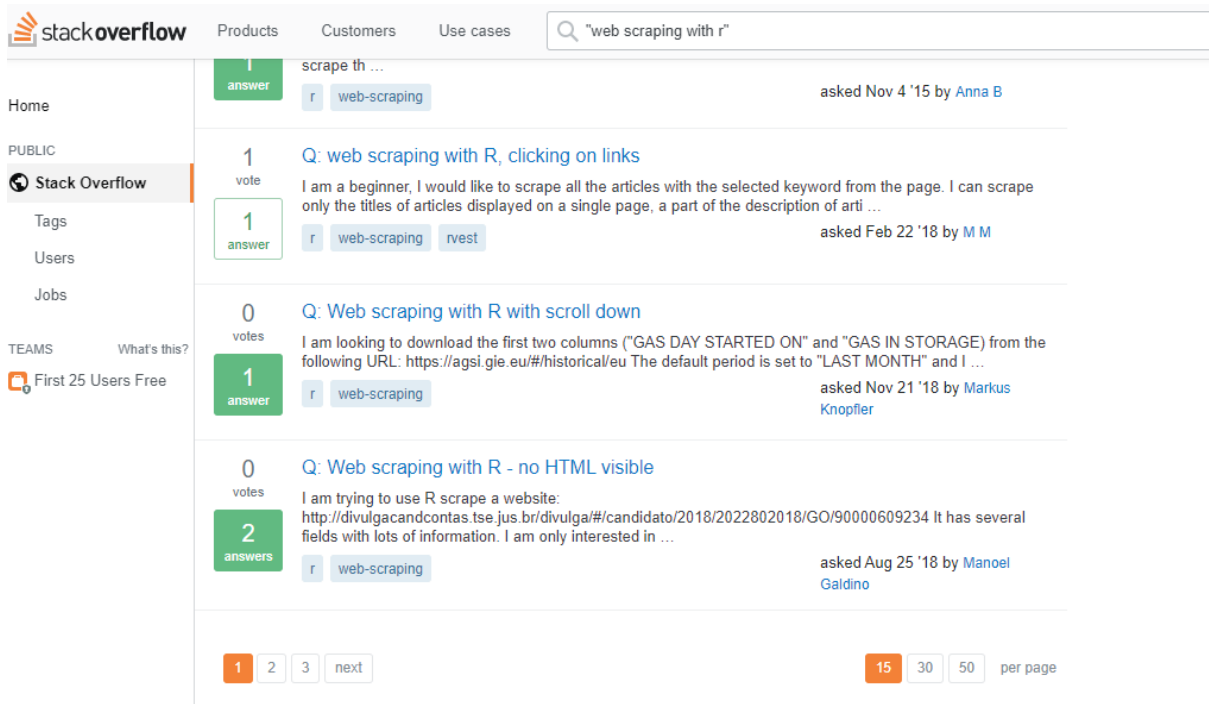 stackoverflow Products Customers Use cases "web scraping with r"
Home
PUBLIC
Stack Overflow
Tags
Users
Jobs
TEAMS What's this?
First 25 Users Free
1
answer
scrape th ...
r web-scraping
asked Nov 4 '15 by Anna B
1
vote
1
answer
Q: web scraping with R, clicking on links
I am a beginner, I would like to scrape all the articles with the selected keyword from the page. I can scrape
only the titles of articles displayed on a single page, a part of the description of arti ...
r web-scraping rvest
asked Feb 22 '18 by M M
0
votes
1
answer
Q: Web scraping with R with scroll down
I am looking to download the first two columns ("GAS DAY STARTED ON" and "GAS IN STORAGE) from the
following URL: https://agsi.gie.eu/#/historical/eu The default period is set to "LAST MONTH" and I ...
r web-scraping
asked Nov 21 '18 by Markus
Knopfler
0
votes
2
answers
Q: Web scraping with R - no HTML visible
I am trying to use R scrape a website:
http://divulgacandcontas.tse.jus.br/divulga/#/candidato/2018/2022802018/GO/90000609234 It has several
fields with lots of information. I am only interested in ...
r web-scraping
asked Aug 25 '18 by Manoel
Galdino
1 2 3 next
15 30 50 per page